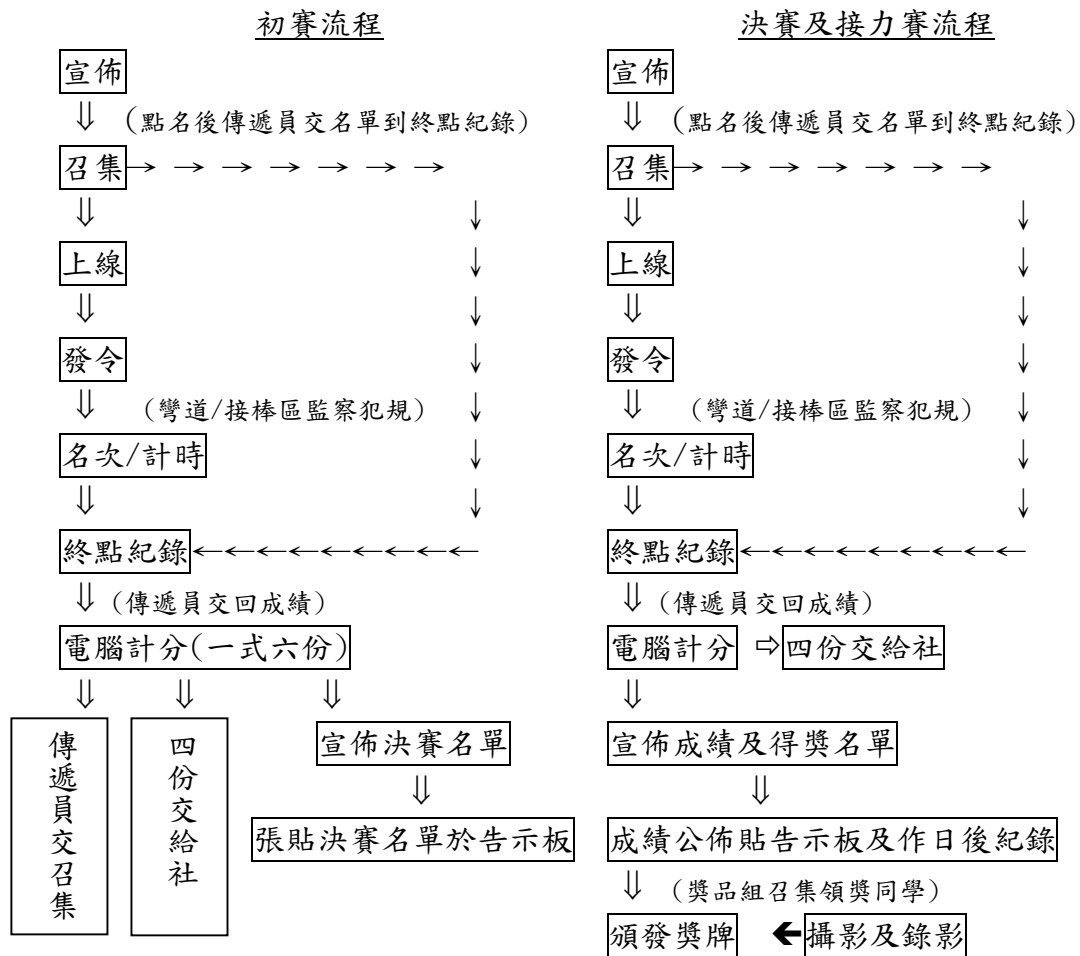 初賽流程
宣佈
⇓ (點名後傳遞員交名單到終點紀錄)
召集→ → → → → → →
⇓ ↓
上線 ↓
⇓ ↓
發令 ↓
⇓ (彎道/接棒區監察犯規) ↓
名次/計時 ↓
⇓ ↓
終點紀錄←←←←←←←←←
⇓ (傳遞員交回成績)
電腦計分(一式六份)
⇓ ⇓ ⇓
傳遞員交召集
四份交給社
宣佈決賽名單
⇓
張貼決賽名單於告示板
決賽及接力賽流程
宣佈
⇓ (點名後傳遞員交名單到終點紀錄)
召集→ → → → → → →
⇓ ↓
上線 ↓
⇓ ↓
發令 ↓
⇓ (彎道/接棒區監察犯規) ↓
名次/計時 ↓
⇓ ↓
終點紀錄←←←←←←←←←
⇓ (傳遞員交回成績)
電腦計分 ⇨四份交給社
⇓
宣佈成績及得獎名單
⇓
成績公佈貼告示板及作日後紀錄
⇓ (獎品組召集領獎同學)
頒發獎牌 🡸攝影及錄影